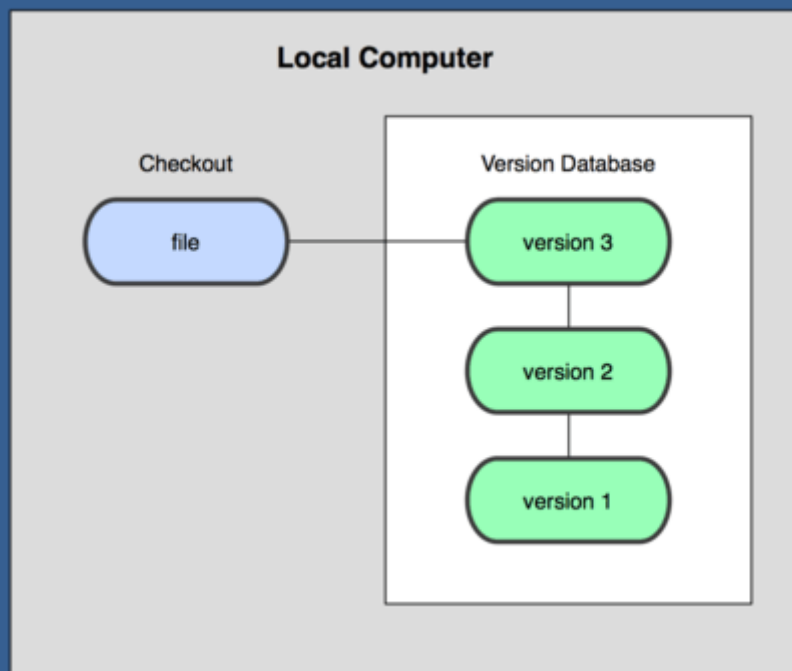 Local Computer
Checkout
Version Database
file
version 3
version 2
version 1